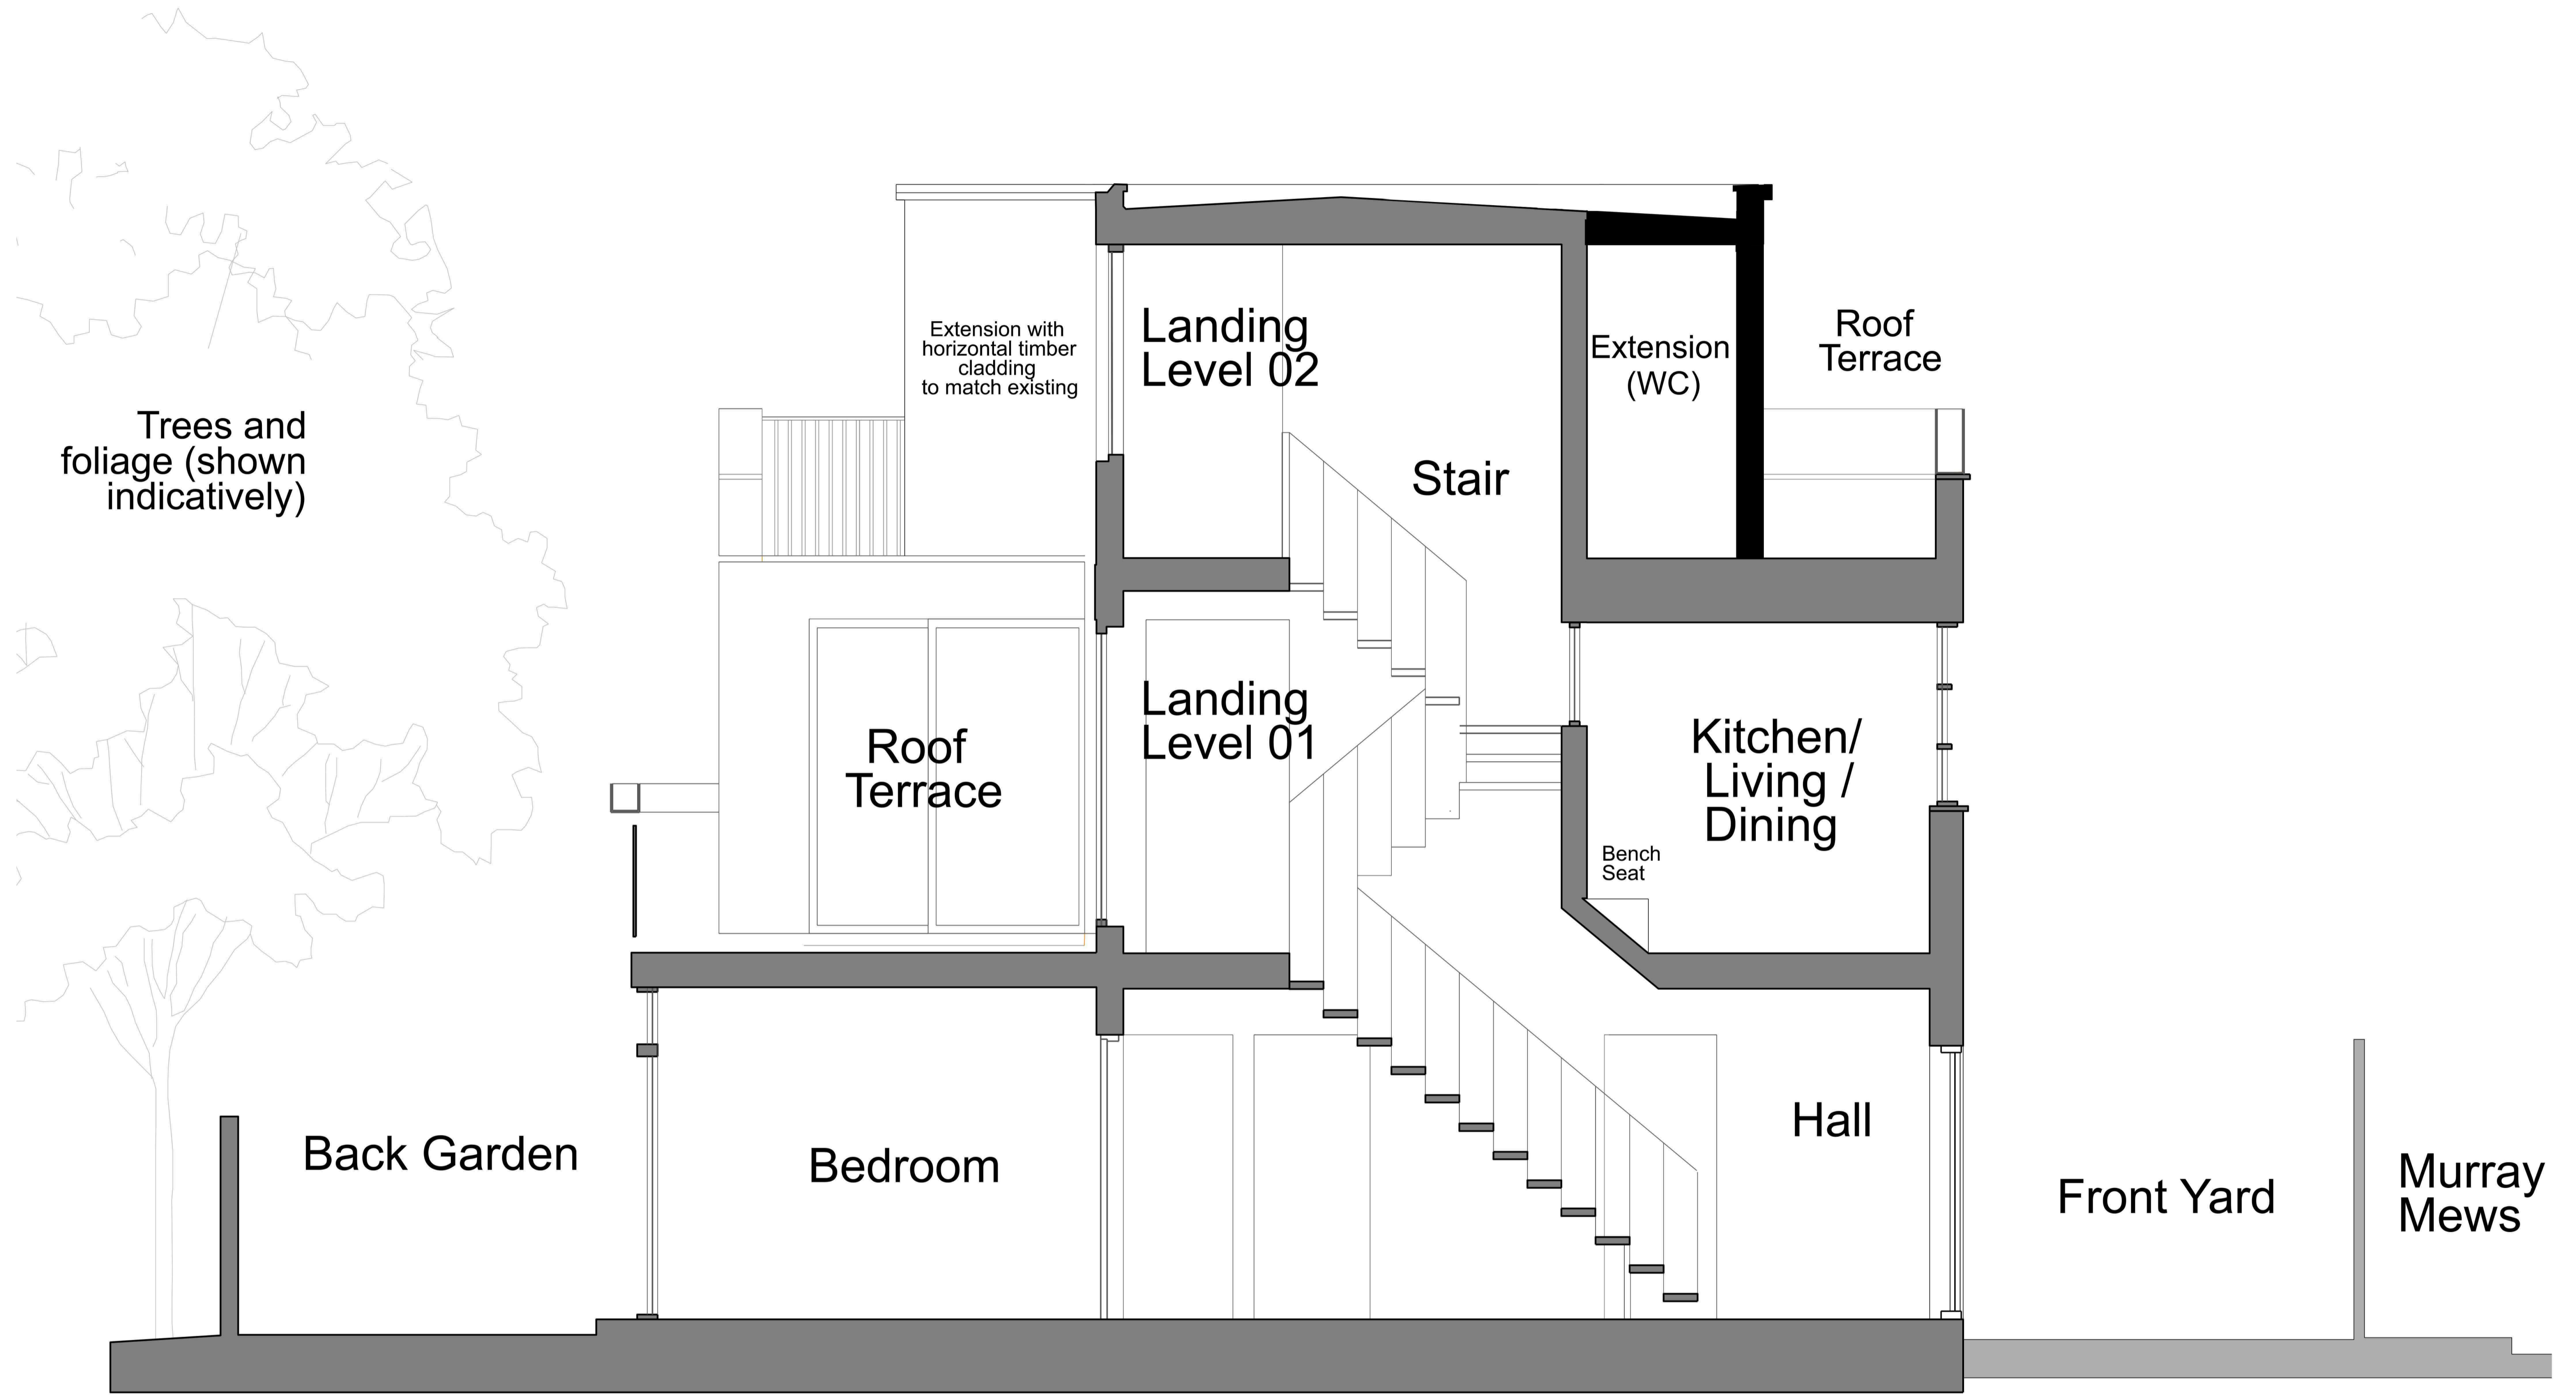 Extension with
horizontal timber
cladding
to match existing
Landing
Level 02
Extension
(WC)
Roof
Terrace
Trees and
foliage (shown
indicatively)
Stair
Roof
Terrace
Landing
Level 01
Kitchen/
Living /
Dining
Bench
Seat
Back Garden
Bedroom
Hall
Front Yard
Murray
Mews